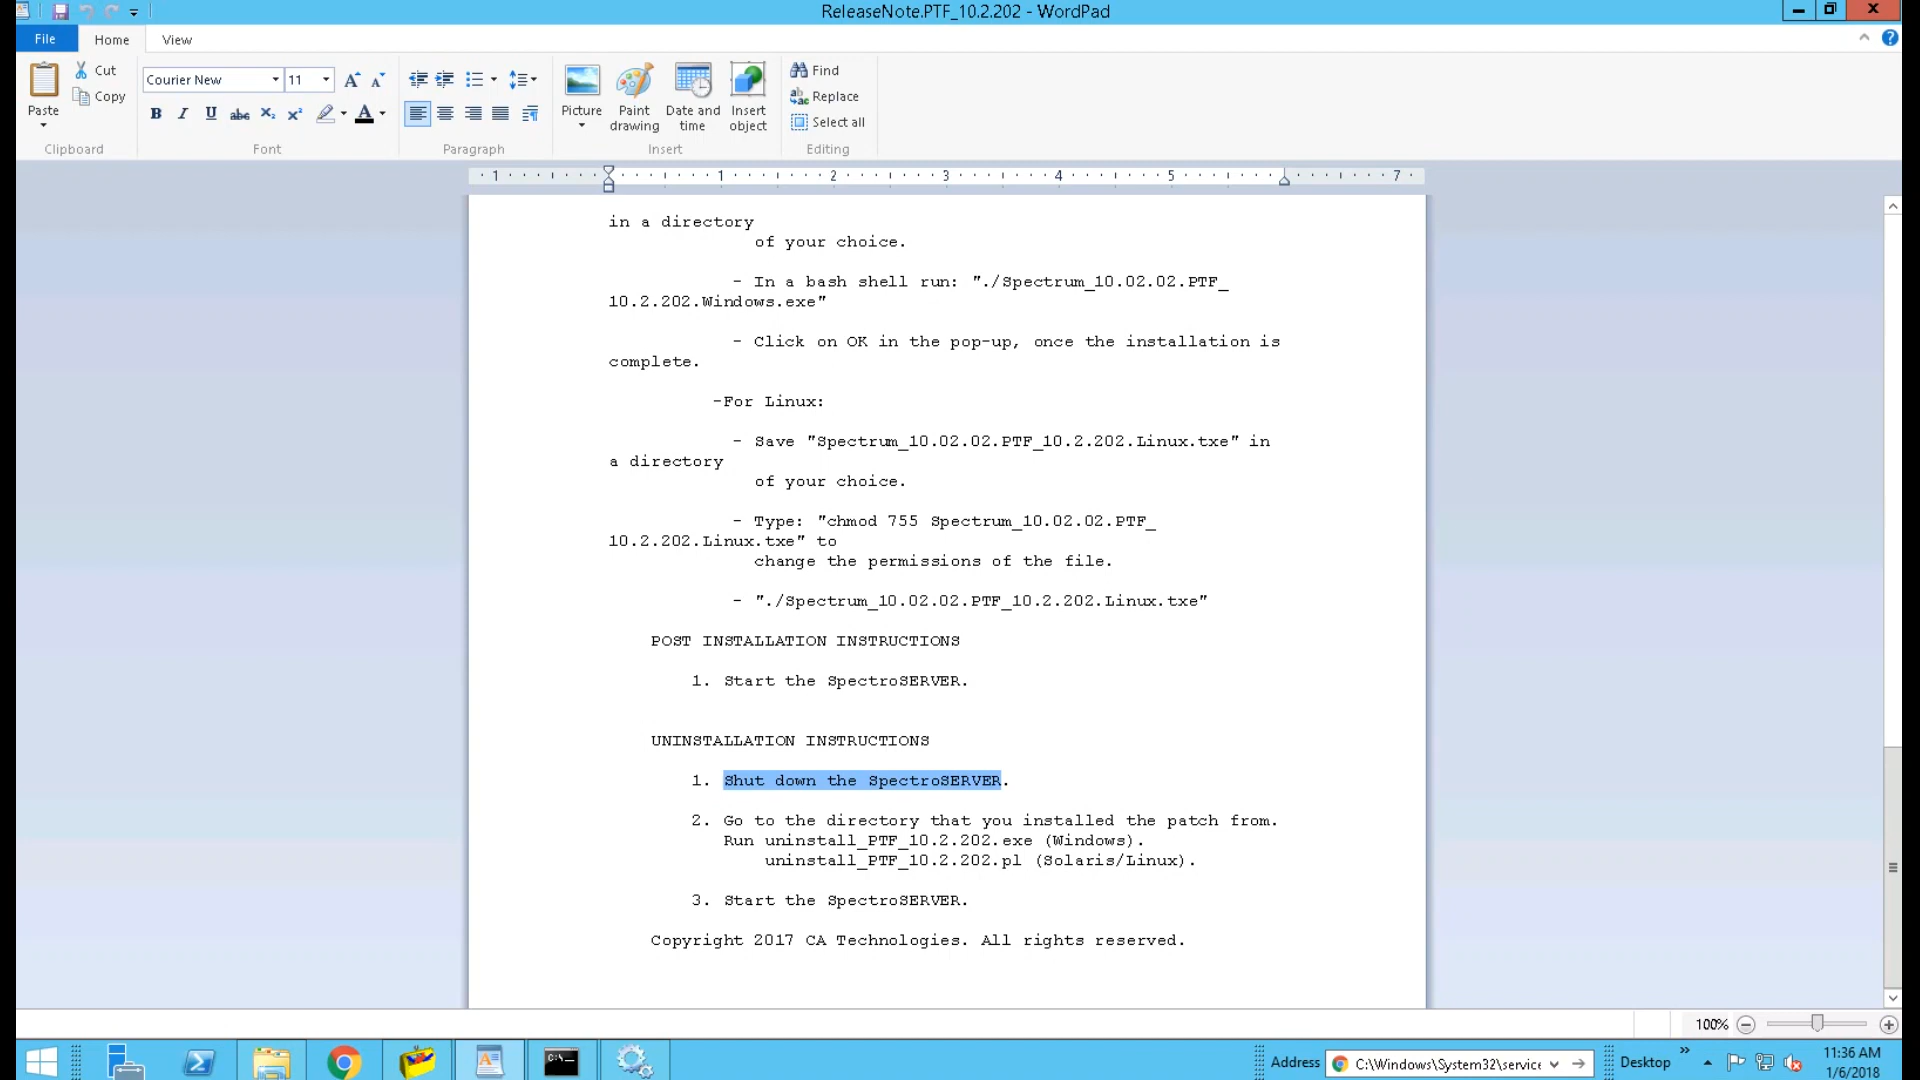 ReleaseNote.PTF_10.2.202 - WordPad
File Home View
Paste Cut Copy
Clipboard
Courier New 11
Font
Paragraph
Picture Paint drawing Date and time Insert object
Insert
Find
Replace
Select all
Editing
1 1 2 3 4 5 7
in a directory
of your choice.
- In a bash shell run: "./Spectrum_10.02.02.PTF_
10.2.202.Windows.exe"
- Click on OK in the pop-up, once the installation is
complete.
-For Linux:
- Save "Spectrum_10.02.02.PTF_10.2.202.Linux.txe" in
a directory
of your choice.
- Type: "chmod 755 Spectrum_10.02.02.PTF_
10.2.202.Linux.txe" to
change the permissions of the file.
- "./Spectrum_10.02.02.PTF_10.2.202.Linux.txe"
POST INSTALLATION INSTRUCTIONS
1. Start the SpectroSERVER.
UNINSTALLATION INSTRUCTIONS
1. Shut down the SpectroSERVER.
2. Go to the directory that you installed the patch from.
Run uninstall_PTF_10.2.202.exe (Windows).
uninstall_PTF_10.2.202.pl (Solaris/Linux).
3. Start the SpectroSERVER.
Copyright 2017 CA Technologies. All rights reserved.
100%
Address C:\Windows\System32\service Desktop
11:36 AM
1/6/2018